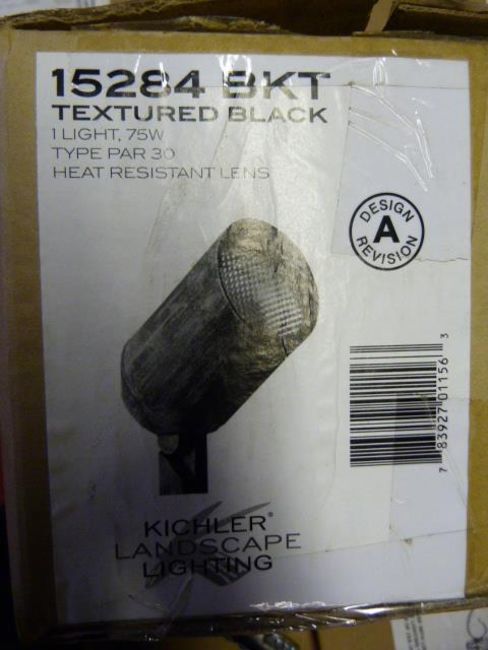 15284 BKT
TEXTURED BLACK
1 LIGHT, 75W
TYPE PAR 30
HEAT RESISTANT LENS
DESIGN
A
REVISION
7 83927 01156 3
KICHLER®
LANDSCAPE
LIGHTING